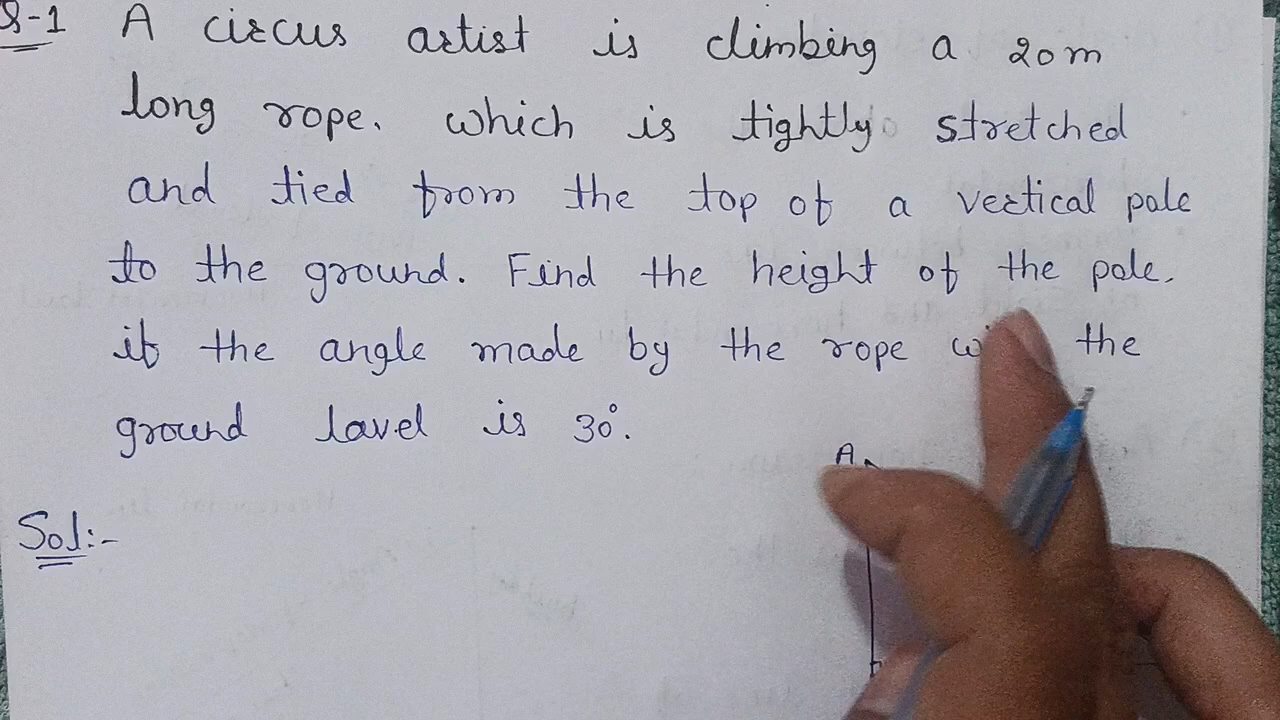 Q-1 A circus artist is climbing a 20m
long rope. which is tightly stretched
and tied from the top of a vertical pole
to the ground. Find the height of the pole.
if the angle made by the rope the
ground lavel is 30°.
A
Sol:-